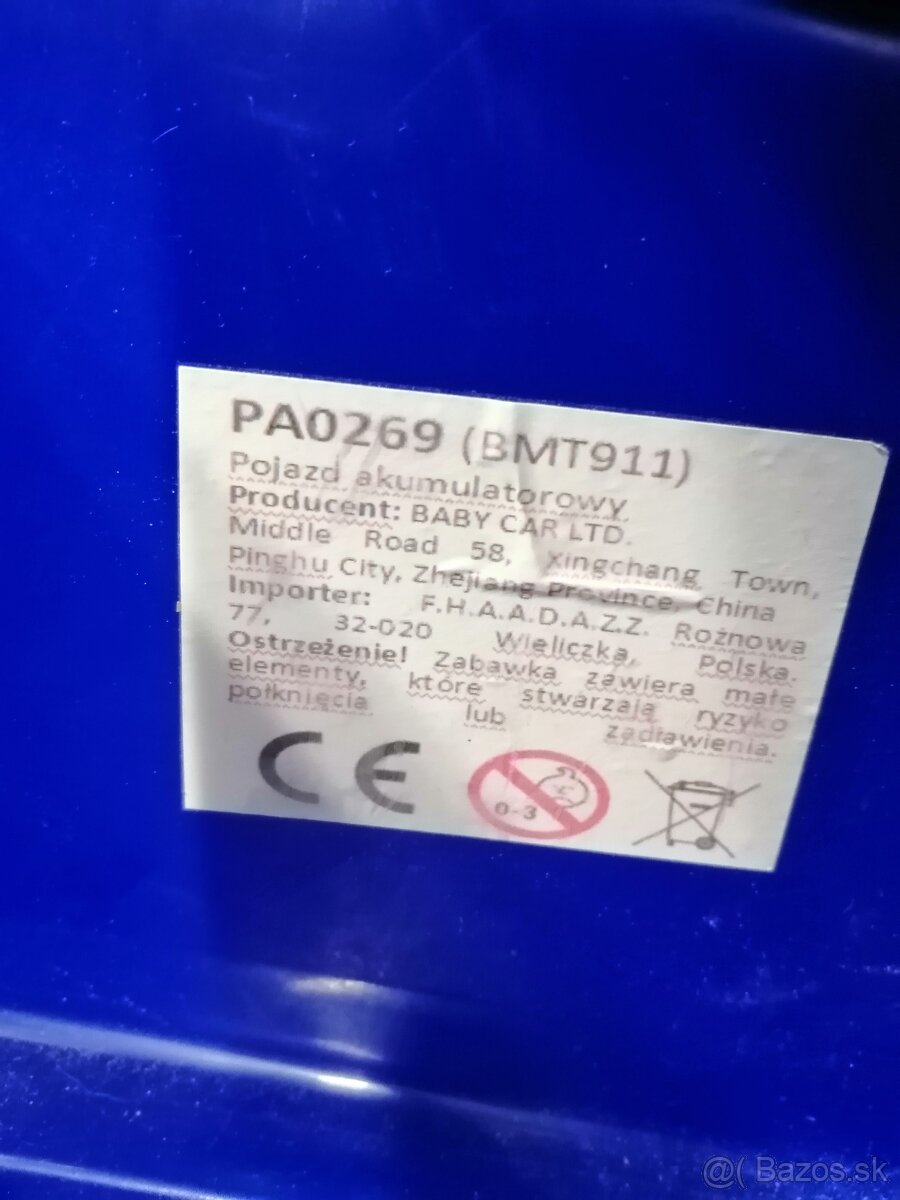 PA0269 (BMT911)
Pojazd akumulatorowy
Producent: BABY CAR LTD.
Middle Road 58, Xingchang Town,
Pinghu City, Zhejiang Prounce, China
Importer: F.H.A.A.D.A.Z.Z. Rożnowa
77, 32-020 Wieliczka, Polska.
Ostrzeżenie! Zabawka zawiera małe
elementy, które stwarzają ryzyko
połknięcia lub zadławienia.
CE
0-3
@( Bazos.sk